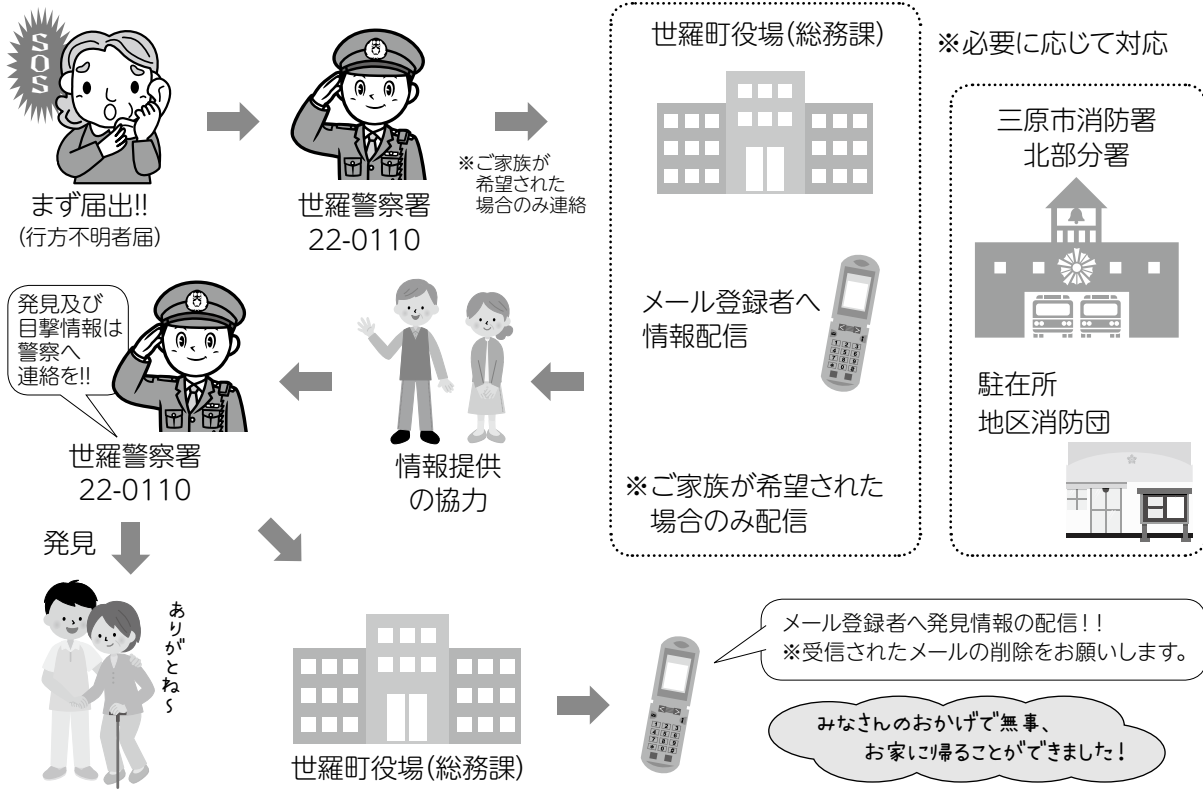 SOS
まず届出!!
(行方不明者届)
世羅警察署
22-0110
※ご家族が
希望された
場合のみ連絡
世羅町役場(総務課)
メール登録者へ
情報配信
※ご家族が希望された
場合のみ配信
※必要に応じて対応
三原市消防署
北部分署
駐在所
地区消防団
情報提供
の協力
発見及び
目撃情報は
警察へ
連絡を!!
世羅警察署
22-0110
発見
ありがとね～
世羅町役場(総務課)
メール登録者へ発見情報の配信!!
※受信されたメールの削除をお願いします。
みなさんのおかげで無事、
お家に帰ることができました!